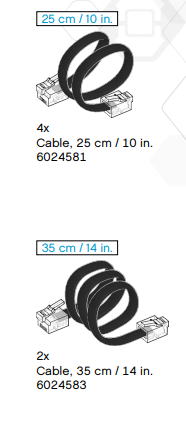 25 cm / 10 in.
4x
Cable, 25 cm / 10 in.
6024581
35 cm / 14 in.
2x
Cable, 35 cm / 14 in.
6024583